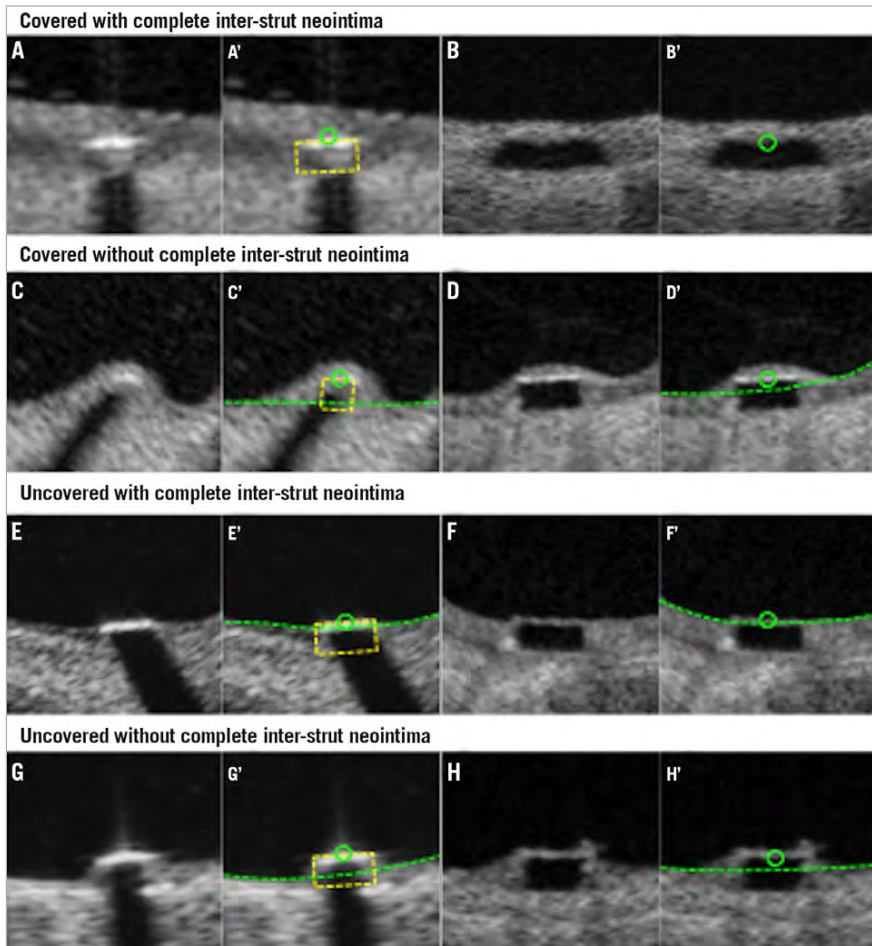 Covered with complete inter-strut neointima
A A’ B B’
Covered without complete inter-strut neointima
C C’ D D’
Uncovered with complete inter-strut neointima
E E’ F F’
Uncovered without complete inter-strut neointima
G G’ H H’